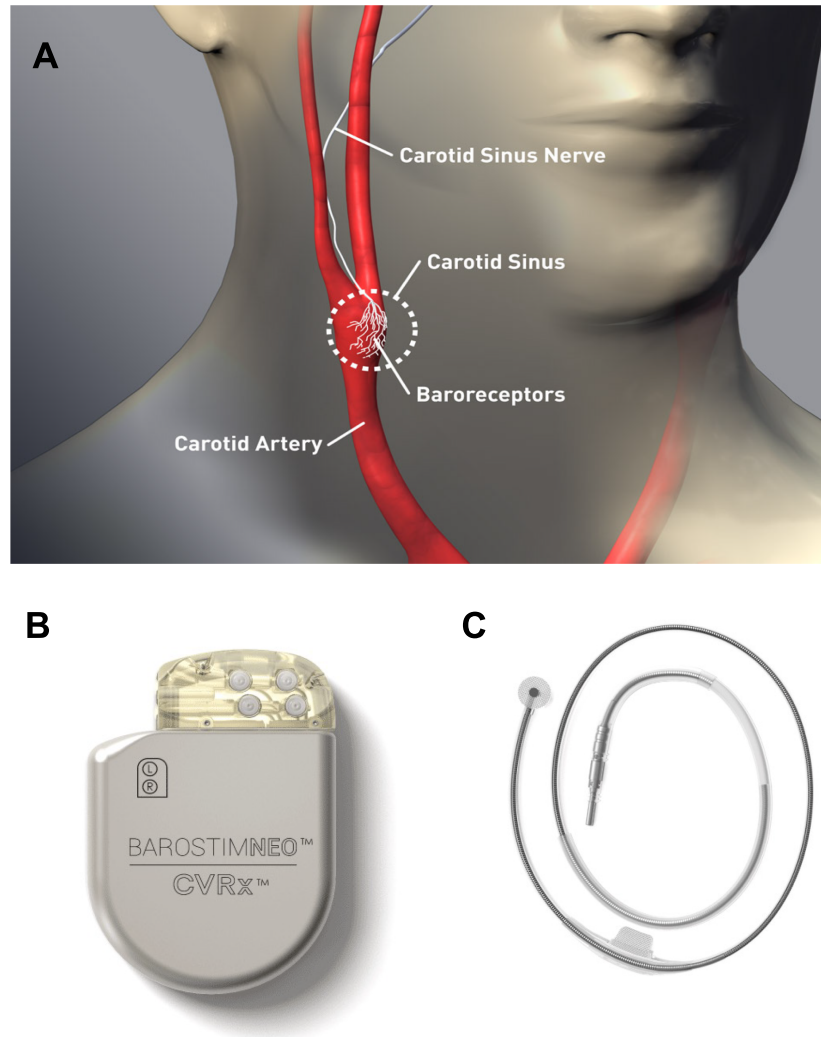 A
Carotid Sinus Nerve
Carotid Sinus
Baroreceptors
Carotid Artery
B
C
L
R
BAROSTIMNEO™
CVRx™